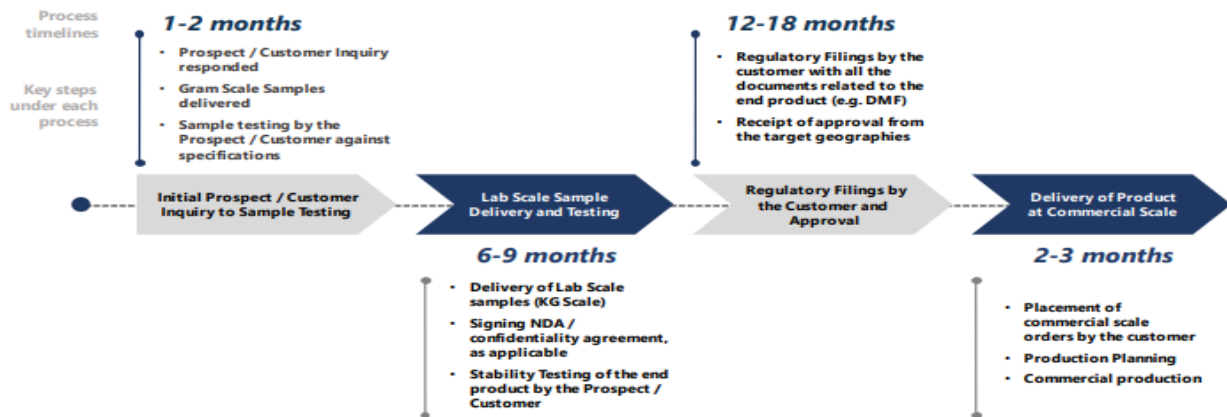 Process
timelines
Key steps
under each
process
1-2 months
• Prospect / Customer Inquiry
responded
• Gram Scale Samples
delivered
• Sample testing by the
Prospect / Customer against
specifications
12-18 months
• Regulatory Filings by the
customer with all the
documents related to the
end product (e.g. DMF)
• Receipt of approval from
the target geographies
Initial Prospect / Customer
Inquiry to Sample Testing
Lab Scale Sample
Delivery and Testing
Regulatory Filings by
the Customer and
Approval
Delivery of Product
at Commercial Scale
6-9 months
• Delivery of Lab Scale
samples (KG Scale)
• Signing NDA /
confidentiality agreement,
as applicable
• Stability Testing of the end
product by the Prospect /
Customer
2-3 months
• Placement of
commercial scale
orders by the customer
• Production Planning
• Commercial production